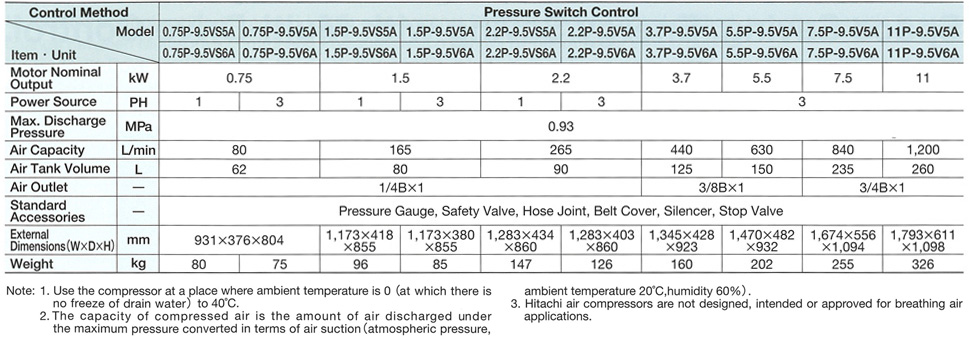 Control Method Pressure Switch Control
Model 0.75P-9.5VS5A 0.75P-9.5V5A 1.5P-9.5VS5A 1.5P-9.5V5A 2.2P-9.5VS5A 2.2P-9.5V5A 3.7P-9.5V5A 5.5P-9.5V5A 7.5P-9.5V5A 11P-9.5V5A
Item · Unit 0.75P-9.5VS6A 0.75P-9.5V6A 1.5P-9.5VS6A 1.5P-9.5V6A 2.2P-9.5VS6A 2.2P-9.5V6A 3.7P-9.5V6A 5.5P-9.5V6A 7.5P-9.5V6A 11P-9.5V6A
Motor Nominal
Output kW 0.75 1.5 2.2 3.7 5.5 7.5 11
Power Source PH 1 3 1 3 1 3 3
Max. Discharge
Pressure MPa 0.93
Air Capacity L/min 80 165 265 440 630 840 1,200
Air Tank Volume L 62 80 90 125 150 235 260
Air Outlet — 1/4B×1 3/8B×1 3/4B×1
Standard
Accessories — Pressure Gauge, Safety Valve, Hose Joint, Belt Cover, Silencer, Stop Valve
External 1,173×418 1,173×380 1,283×434 1,283×403 1,345×428 1,470×482 1,674×556 1,793×611
Dimensions(W×D×H) mm 931×376×804 ×855 ×855 ×860 ×860 ×923 ×932 ×1,094 ×1,098
Weight kg 80 75 96 85 147 126 160 202 255 326
Note: 1. Use the compressor at a place where ambient temperature is 0 (at which there is
no freeze of drain water) to 40℃.
2. The capacity of compressed air is the amount of air discharged under
the maximum pressure converted in terms of air suction (atmospheric pressure,
ambient temperature 20℃,humidity 60%).
3. Hitachi air compressors are not designed, intended or approved for breathing air
applications.